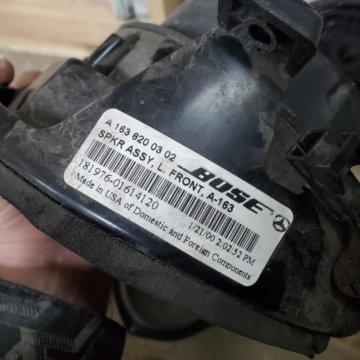 A 163 820 03 02
BOSE
SPKR ASSY, L. FRONT, A-163
181976-01614120
1/21/00 2:02:52 PM
Made in USA of Domestic and Foreign Components